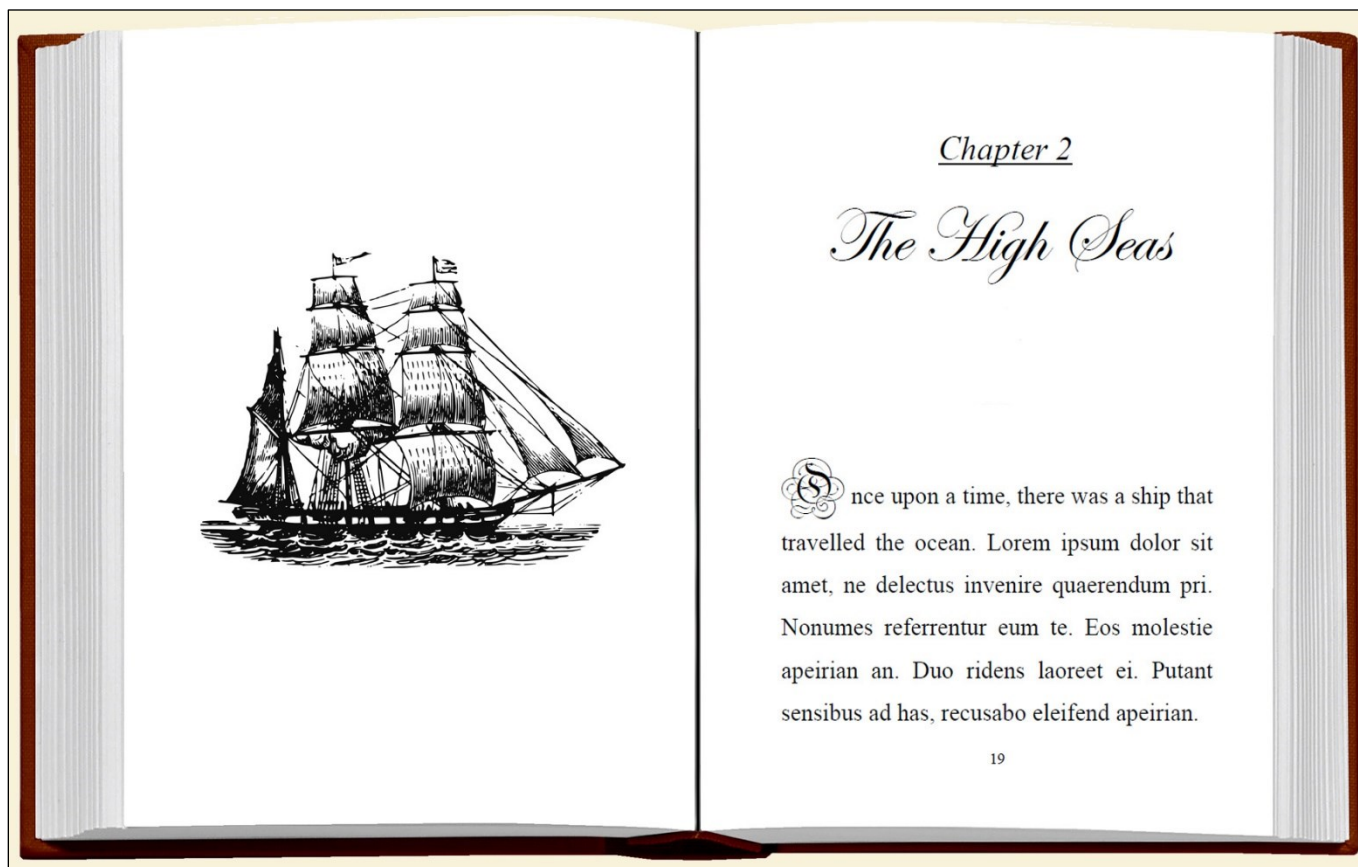 Chapter 2
The High Seas
Once upon a time, there was a ship that
travelled the ocean. Lorem ipsum dolor sit
amet, ne delectus invenire quaerendum pri.
Nonumes referrentur eum te. Eos molestie
apeirian an. Duo ridens laoreet ei. Putant
sensibus ad has, recusabo eleifend apeirian.
19